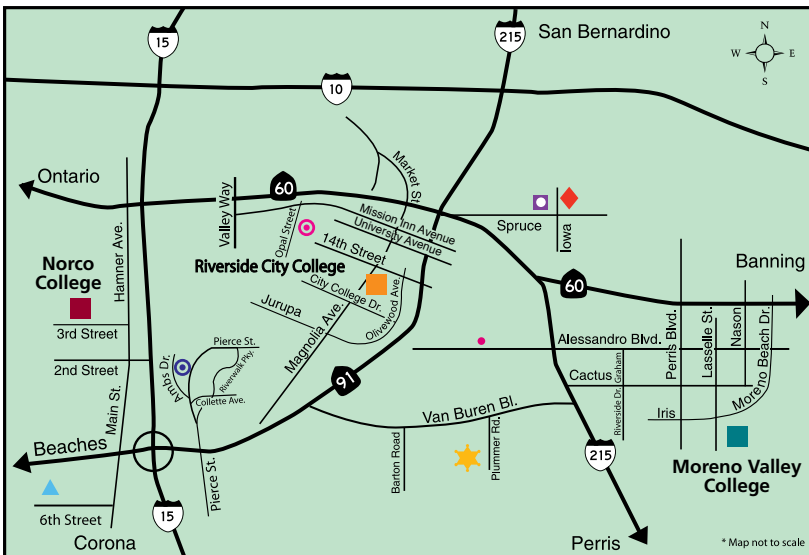 15
215
San Bernardino
N
W E
S
10
Market St
Ontario
60
Valley Way
Hamner Ave.
Opal Street
Mission Inn Avenue
University Avenue
14th Street
Spruce
Iowa
Norco
College
Riverside City College
City College Dr.
Olivewood Ave.
Jurupa
Magnolia Ave.
60
Banning
3rd Street
2nd Street
Pierce St.
Riverwalk Pky.
Ambs Dr.
Collette Ave.
Alessandro Blvd.
Perris Blvd.
Lasselle St.
Nason
Moreno Beach Dr.
Cactus
Riverside Dr. Graham
Iris
91
Main St.
Van Buren Bl.
Beaches
Barton Road
Plummer Rd.
Pierce St.
215
Moreno Valley
College
6th Street
15
Corona
Perris
* Map not to scale